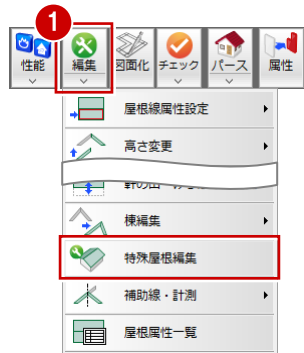 1
性能
編集
図面化
チェック
パース
属性
屋根線属性設定
高さ変更
棟編集
特殊屋根編集
補助線・計測
屋根属性一覧